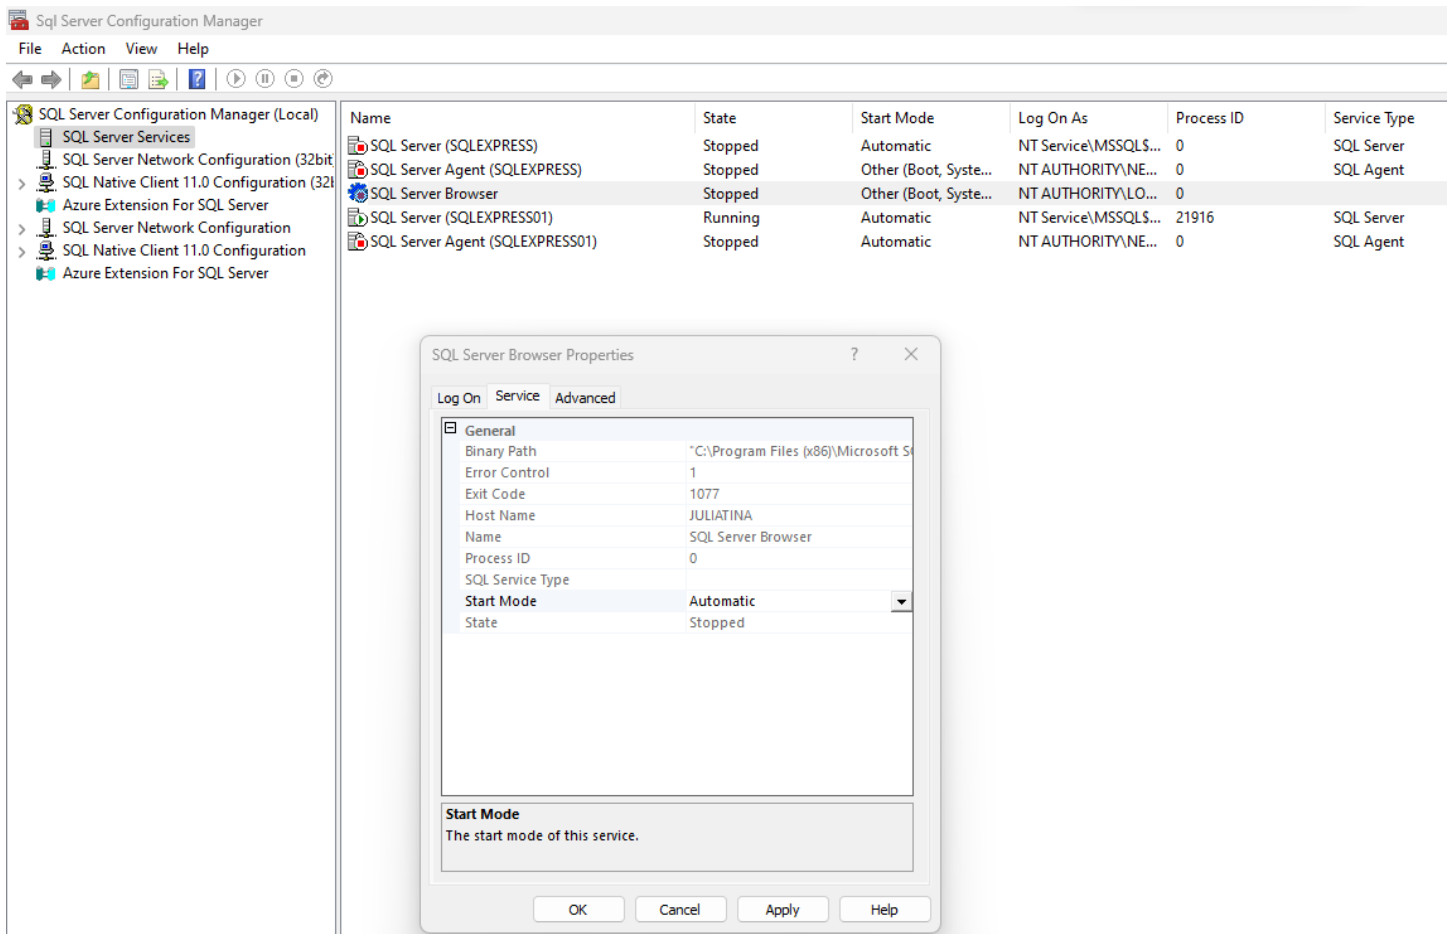 Sql Server Configuration Manager
File Action View Help
SQL Server Configuration Manager (Local)
SQL Server Services
SQL Server Network Configuration (32bit
SQL Native Client 11.0 Configuration (32b
Azure Extension For SQL Server
SQL Server Network Configuration
SQL Native Client 11.0 Configuration
Azure Extension For SQL Server
Name State Start Mode Log On As Process ID Service Type
SQL Server (SQLEXPRESS) Stopped Automatic NT Service\MSSQL$... 0 SQL Server
SQL Server Agent (SQLEXPRESS) Stopped Other (Boot, Syste... NT AUTHORITY\NE... 0 SQL Agent
SQL Server Browser Stopped Other (Boot, Syste... NT AUTHORITY\LO... 0
SQL Server (SQLEXPRESS01) Running Automatic NT Service\MSSQL$... 21916 SQL Server
SQL Server Agent (SQLEXPRESS01) Stopped Automatic NT AUTHORITY\NE... 0 SQL Agent
SQL Server Browser Properties ?
Log On Service Advanced
General
Binary Path "C:\Program Files (x86)\Microsoft S
Error Control 1
Exit Code 1077
Host Name JULIATINA
Name SQL Server Browser
Process ID 0
SQL Service Type
Start Mode Automatic
State Stopped
Start Mode
The start mode of this service.
OK Cancel Apply Help